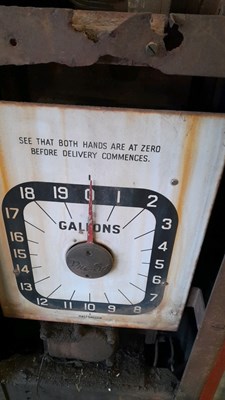 SEE THAT BOTH HANDS ARE AT ZERO
BEFORE DELIVERY COMMENCES.
18 19 0 1 2
17 3
GALLONS
16 4
15 5
14 6
13 7
12 11 10 9 8